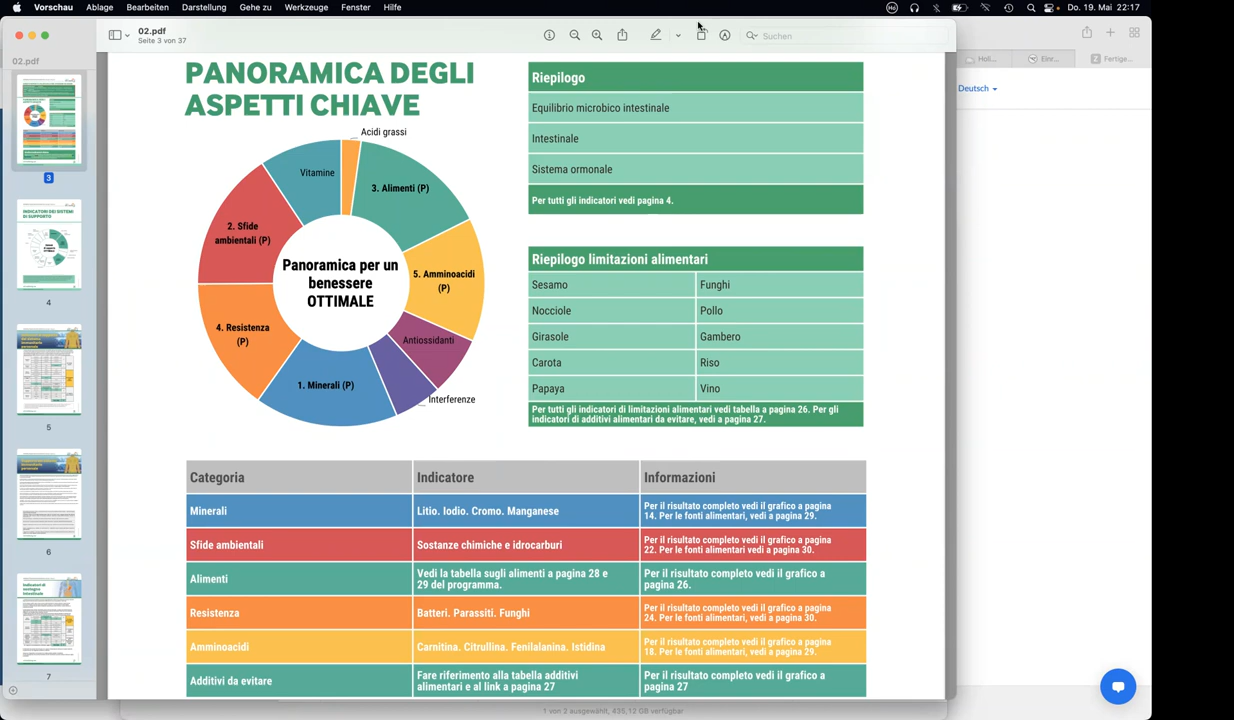 Vorschau Ablage Bearbeiten Darstellung Gehe zu Werkzeuge Fenster Hilfe
Do. 19. Mai 22:17
02.pdf
Seite 3 von 37
Suchen
02.pdf
Holl...
Einr...
Fertige...
Deutsch
3
4
5
6
7
PANORAMICA DEGLI
ASPETTI CHIAVE
Acidi grassi
Vitamine
3. Alimenti (P)
2. Sfide
ambientali (P)
Panoramica per un
benessere
OTTIMALE
5. Amminoacidi
(P)
4. Resistenza
(P)
Antiossidanti
1. Minerali (P)
Interferenze
Riepilogo
Equilibrio microbico intestinale
Intestinale
Sistema ormonale
Per tutti gli indicatori vedi pagina 4.
Riepilogo limitazioni alimentari
Sesamo Funghi
Nocciole Pollo
Girasole Gambero
Carota Riso
Papaya Vino
Per tutti gli indicatori di limitazioni alimentari vedi tabella a pagina 26. Per gli
indicatori di additivi alimentari da evitare, vedi a pagina 27.
Categoria Indicatore Informazioni
Minerali Litio. Iodio. Cromo. Manganese Per il risultato completo vedi il grafico a pagina
14. Per le fonti alimentari, vedi a pagina 29.
Sfide ambientali Sostanze chimiche e idrocarburi Per il risultato completo vedi il grafico a pagina
22. Per le fonti alimentari vedi a pagina 30.
Alimenti Vedi la tabella sugli alimenti a pagina 28 e
29 del programma. Per il risultato completo vedi il grafico a
pagina 26.
Resistenza Batteri. Parassiti. Funghi Per il risultato completo vedi il grafico a pagina
24. Per le fonti alimentari, vedi a pagina 30.
Amminoacidi Carnitina. Citrullina. Fenilalanina. Istidina Per il risultato completo vedi il grafico a pagina
18. Per le fonti alimentari, vedi a pagina 29.
Additivi da evitare Fare riferimento alla tabella additivi
alimentari e al link a pagina 27 Per il risultato completo vedi il grafico a
pagina 27
1 von 2 ausgewählt, 435,12 GB verfügbar